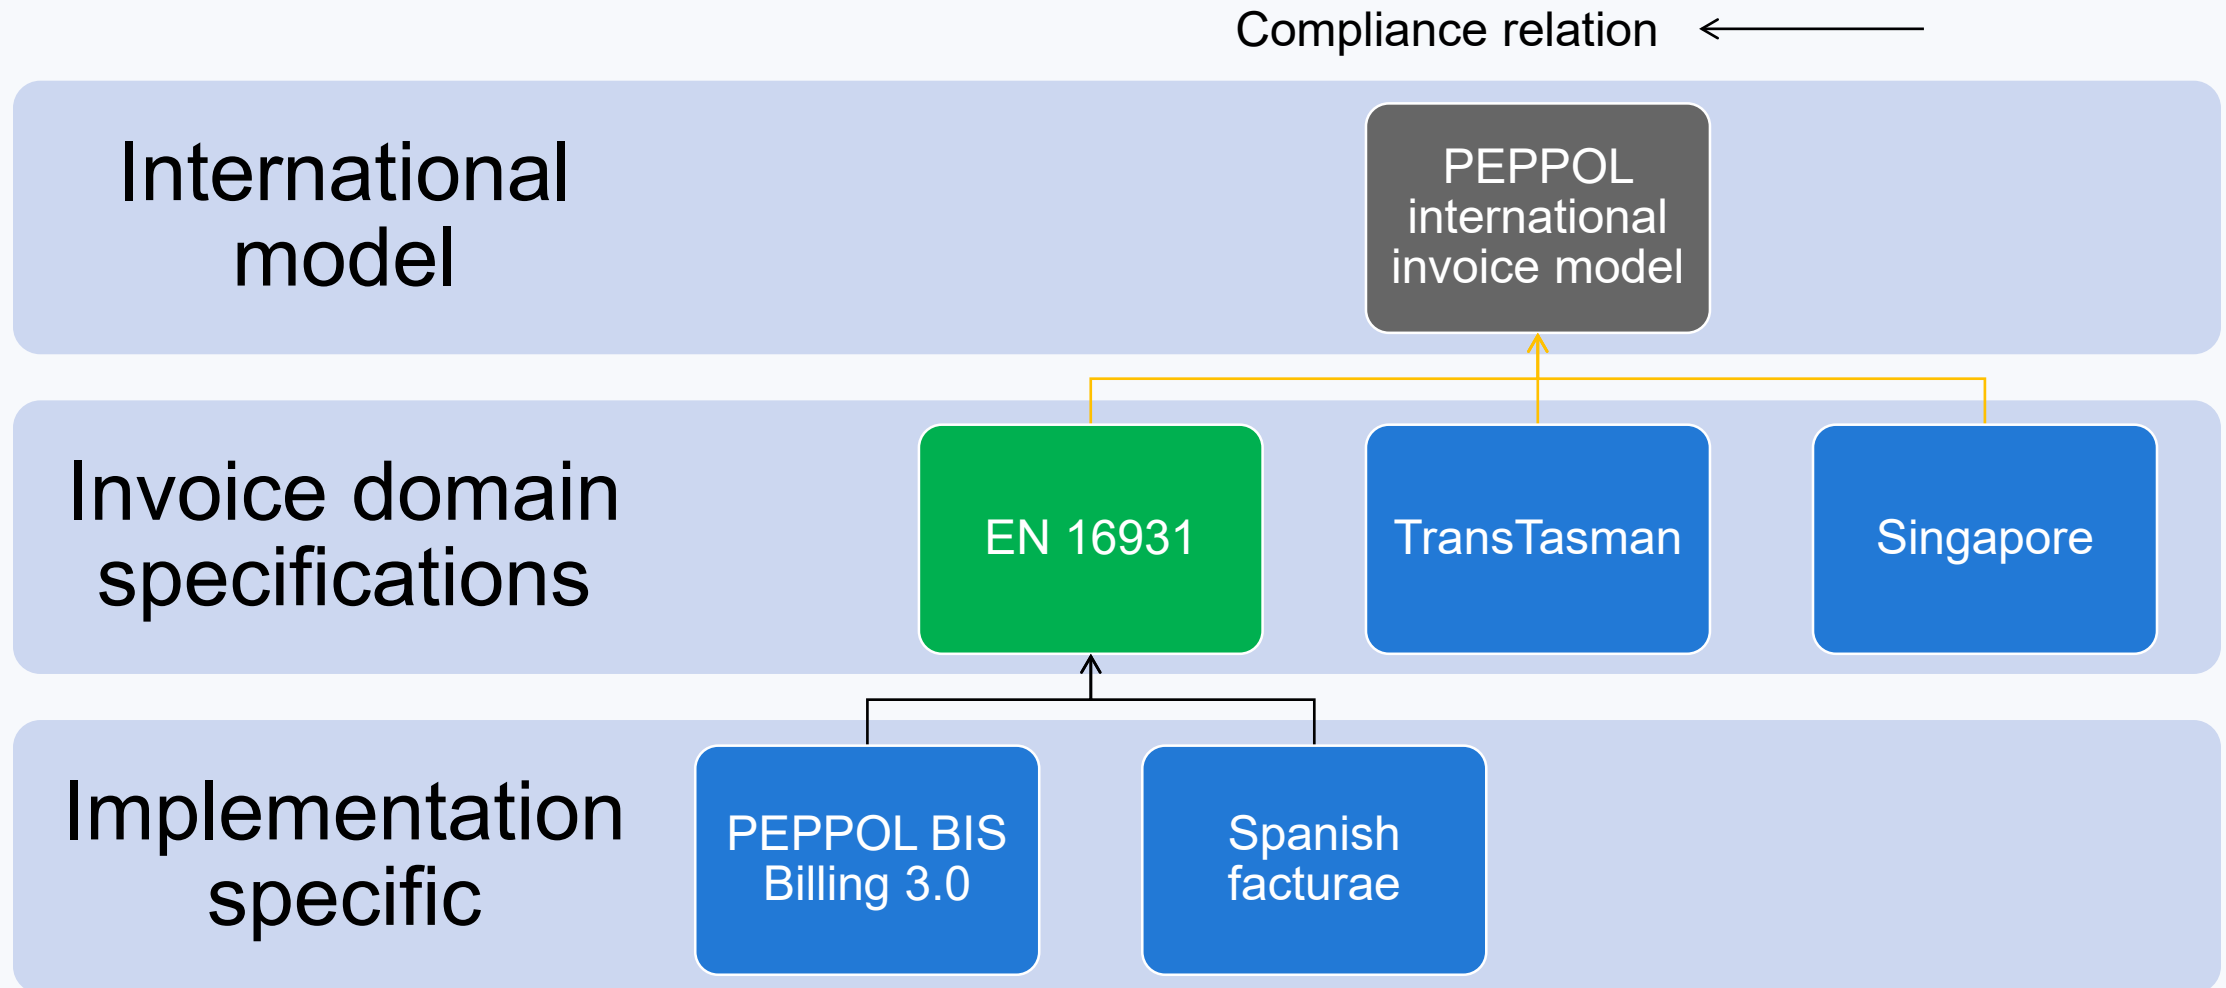 Compliance relation
International
model
PEPPOL
international
invoice model
Invoice domain
specifications
EN 16931
TransTasman
Singapore
Implementation
specific
PEPPOL BIS
Billing 3.0
Spanish
facturae